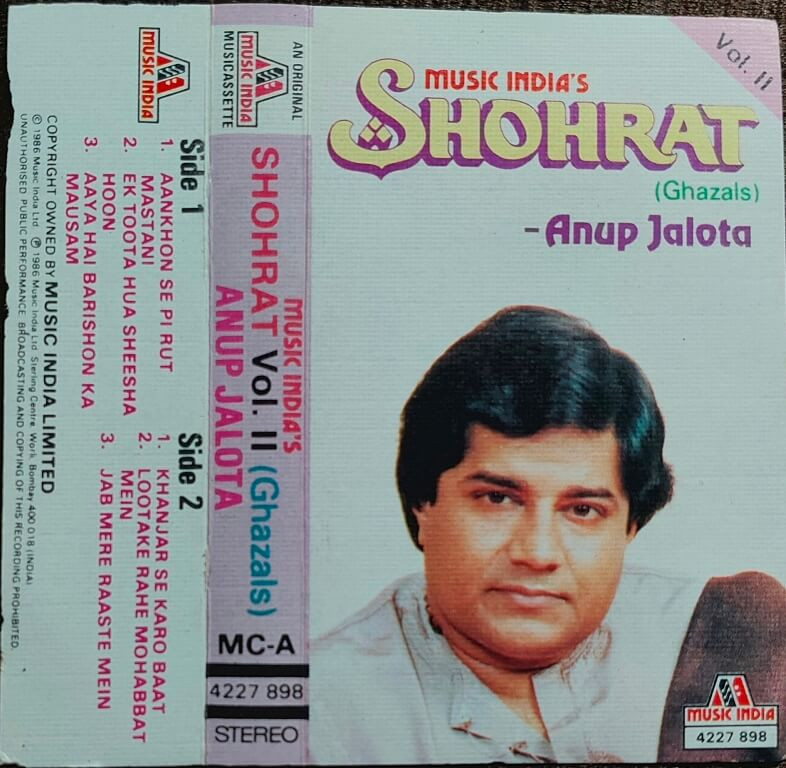 Vol. II
MUSIC INDIA'S
SHOHRAT
(Ghazals)
-Anup Jalota
MUSIC INDIA
4227 898
AN ORIGINAL
MUSIC INDIA
MUSICASSETTE
MUSIC INDIA'S
SHOHRAT Vol. II (Ghazals)
ANUP JALOTA
MC-A
4227 898
STEREO
MUSIC INDIA
Side 1
1. AANKHON SE PI RUT
MASTANI
2. EK TOOTA HUA SHEESHA
HOON
3. AAYA HAI BARISHON KA
MAUSAM
Side 2
1. KHANJAR SE KARO BAAT
2. LOOTAKE RAHE MOHABBAT
MEIN
3. JAB MERE RAASTE MEIN
COPYRIGHT OWNED BY MUSIC INDIA LIMITED
© 1986 Music India Ltd. ℗ 1986 Music India Ltd. Sterling Centre, Worli, Bombay 400 018 (INDIA)
UNAUTHORISED PUBLIC PERFORMANCE BROADCASTING AND COPYING OF THIS RECORDING PROHIBITED.